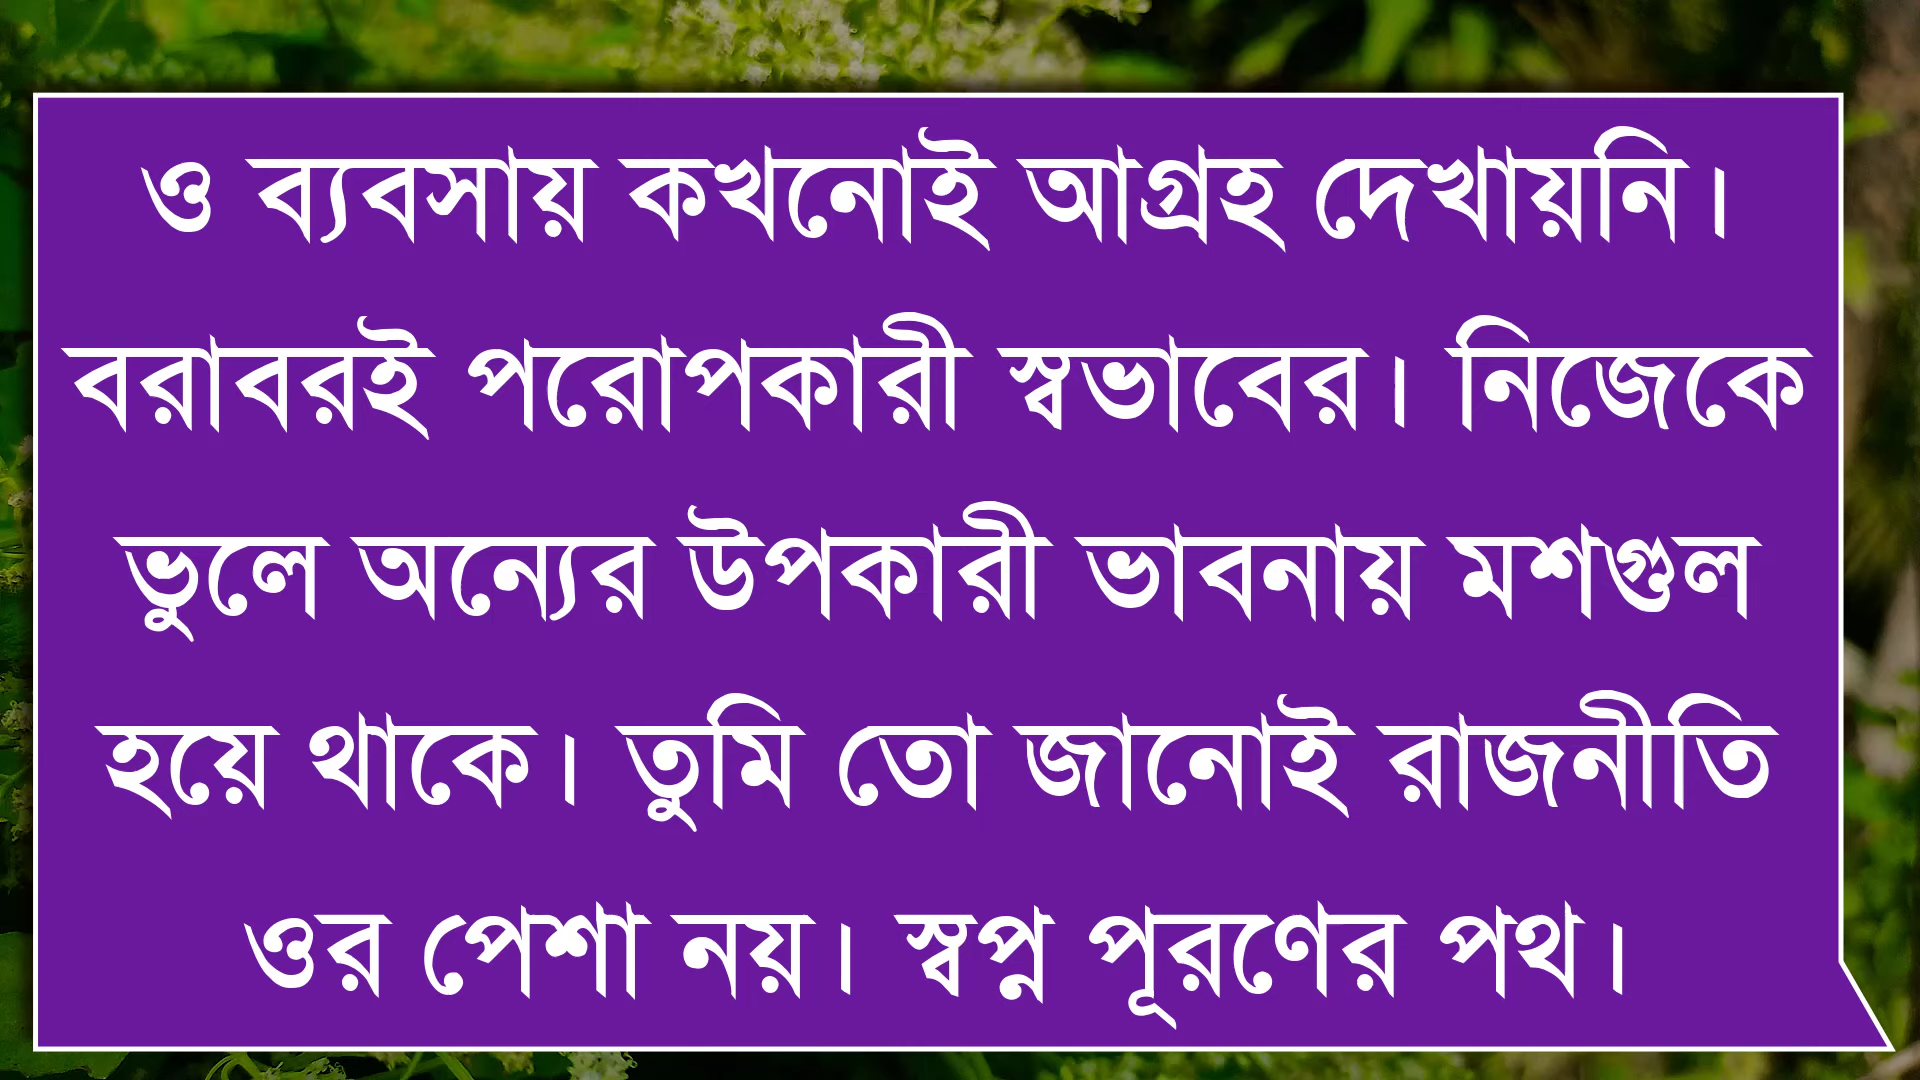 ও ব্যবসায় কখনোই আগ্রহ দেখায়নি।
বরাবরই পরোপকারী স্বভাবের। নিজেকে
ভুলে অন্যের উপকারী ভাবনায় মশগুল
হয়ে থাকে। তুমি তো জানোই রাজনীতি
ওর পেশা নয়। স্বপ্ন পূরণের পথ।